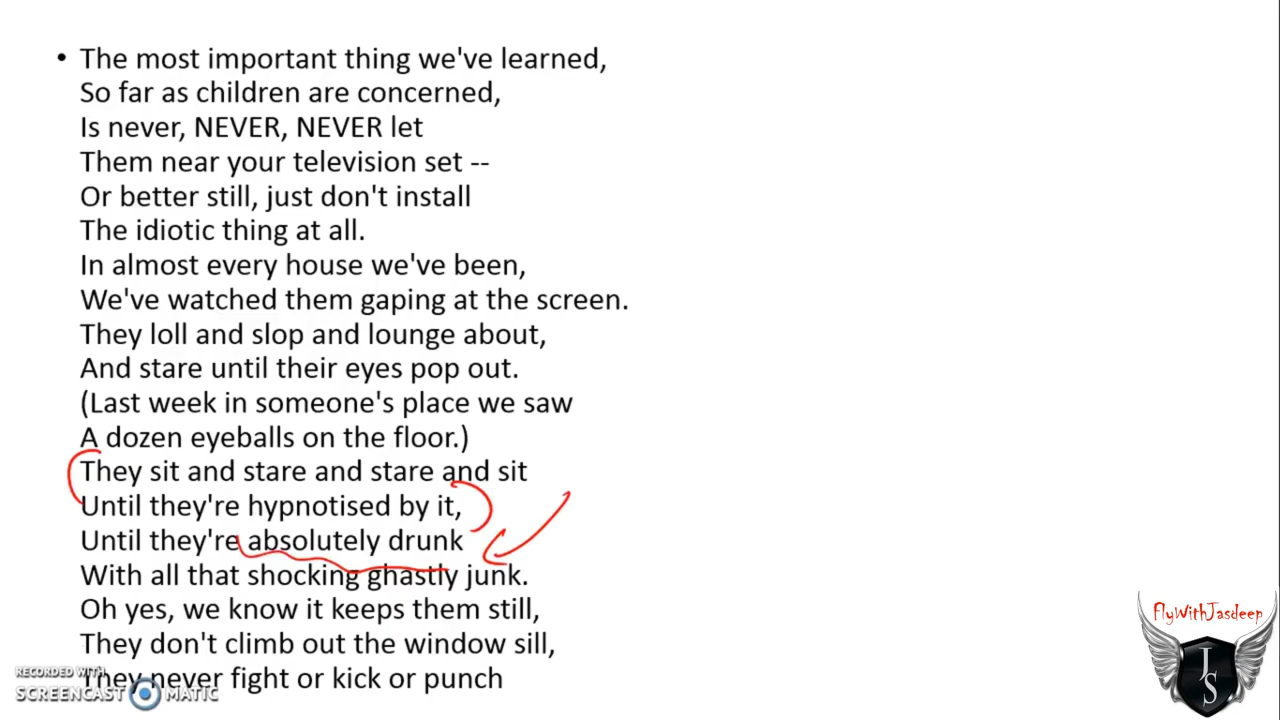 • The most important thing we've learned,
So far as children are concerned,
Is never, NEVER, NEVER let
Them near your television set --
Or better still, just don't install
The idiotic thing at all.
In almost every house we've been,
We've watched them gaping at the screen.
They loll and slop and lounge about,
And stare until their eyes pop out.
(Last week in someone's place we saw
A dozen eyeballs on the floor.)
They sit and stare and stare and sit
Until they're hypnotised by it,
Until they're absolutely drunk
With all that shocking ghastly junk.
Oh yes, we know it keeps them still,
They don't climb out the window sill,
They never fight or kick or punch
RECORDED WITH
SCREENCAST MATIC
FlyWithJasdeep
J
S